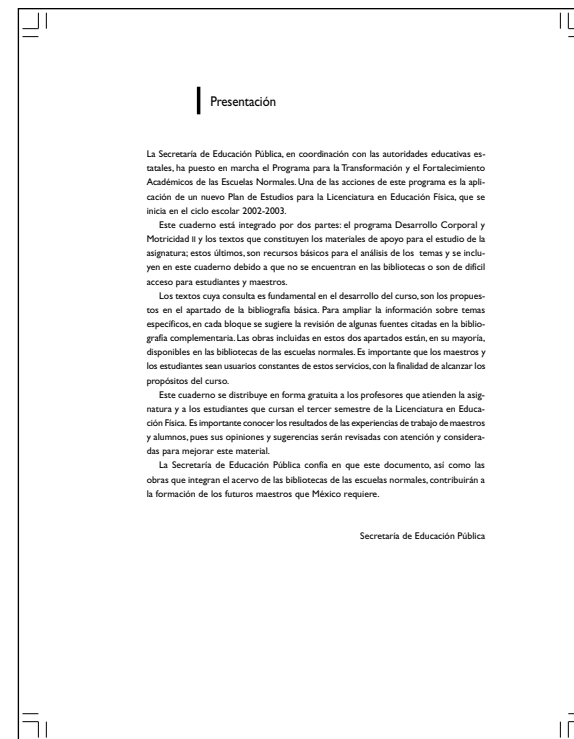 Presentación
La Secretaría de Educación Pública, en coordinación con las autoridades educativas es-
tatales, ha puesto en marcha el Programa para la Transformación y el Fortalecimiento
Académicos de las Escuelas Normales. Una de las acciones de este programa es la apli-
cación de un nuevo Plan de Estudios para la Licenciatura en Educación Física, que se
inicia en el ciclo escolar 2002-2003.
Este cuaderno está integrado por dos partes: el programa Desarrollo Corporal y
Motricidad II y los textos que constituyen los materiales de apoyo para el estudio de la
asignatura; estos últimos, son recursos básicos para el análisis de los temas y se inclu-
yen en este cuaderno debido a que no se encuentran en las bibliotecas o son de difícil
acceso para estudiantes y maestros.
Los textos cuya consulta es fundamental en el desarrollo del curso, son los propues-
tos en el apartado de la bibliografía básica. Para ampliar la información sobre temas
específicos, en cada bloque se sugiere la revisión de algunas fuentes citadas en la biblio-
grafía complementaria. Las obras incluidas en estos dos apartados están, en su mayoría,
disponibles en las bibliotecas de las escuelas normales. Es importante que los maestros y
los estudiantes sean usuarios constantes de estos servicios, con la finalidad de alcanzar los
propósitos del curso.
Este cuaderno se distribuye en forma gratuita a los profesores que atienden la asig-
natura y a los estudiantes que cursan el tercer semestre de la Licenciatura en Educa-
ción Física. Es importante conocer los resultados de las experiencias de trabajo de maestros
y alumnos, pues sus opiniones y sugerencias serán revisadas con atención y considera-
das para mejorar este material.
La Secretaría de Educación Pública confía en que este documento, así como las
obras que integran el acervo de las bibliotecas de las escuelas normales, contribuirán a
la formación de los futuros maestros que México requiere.
Secretaría de Educación Pública